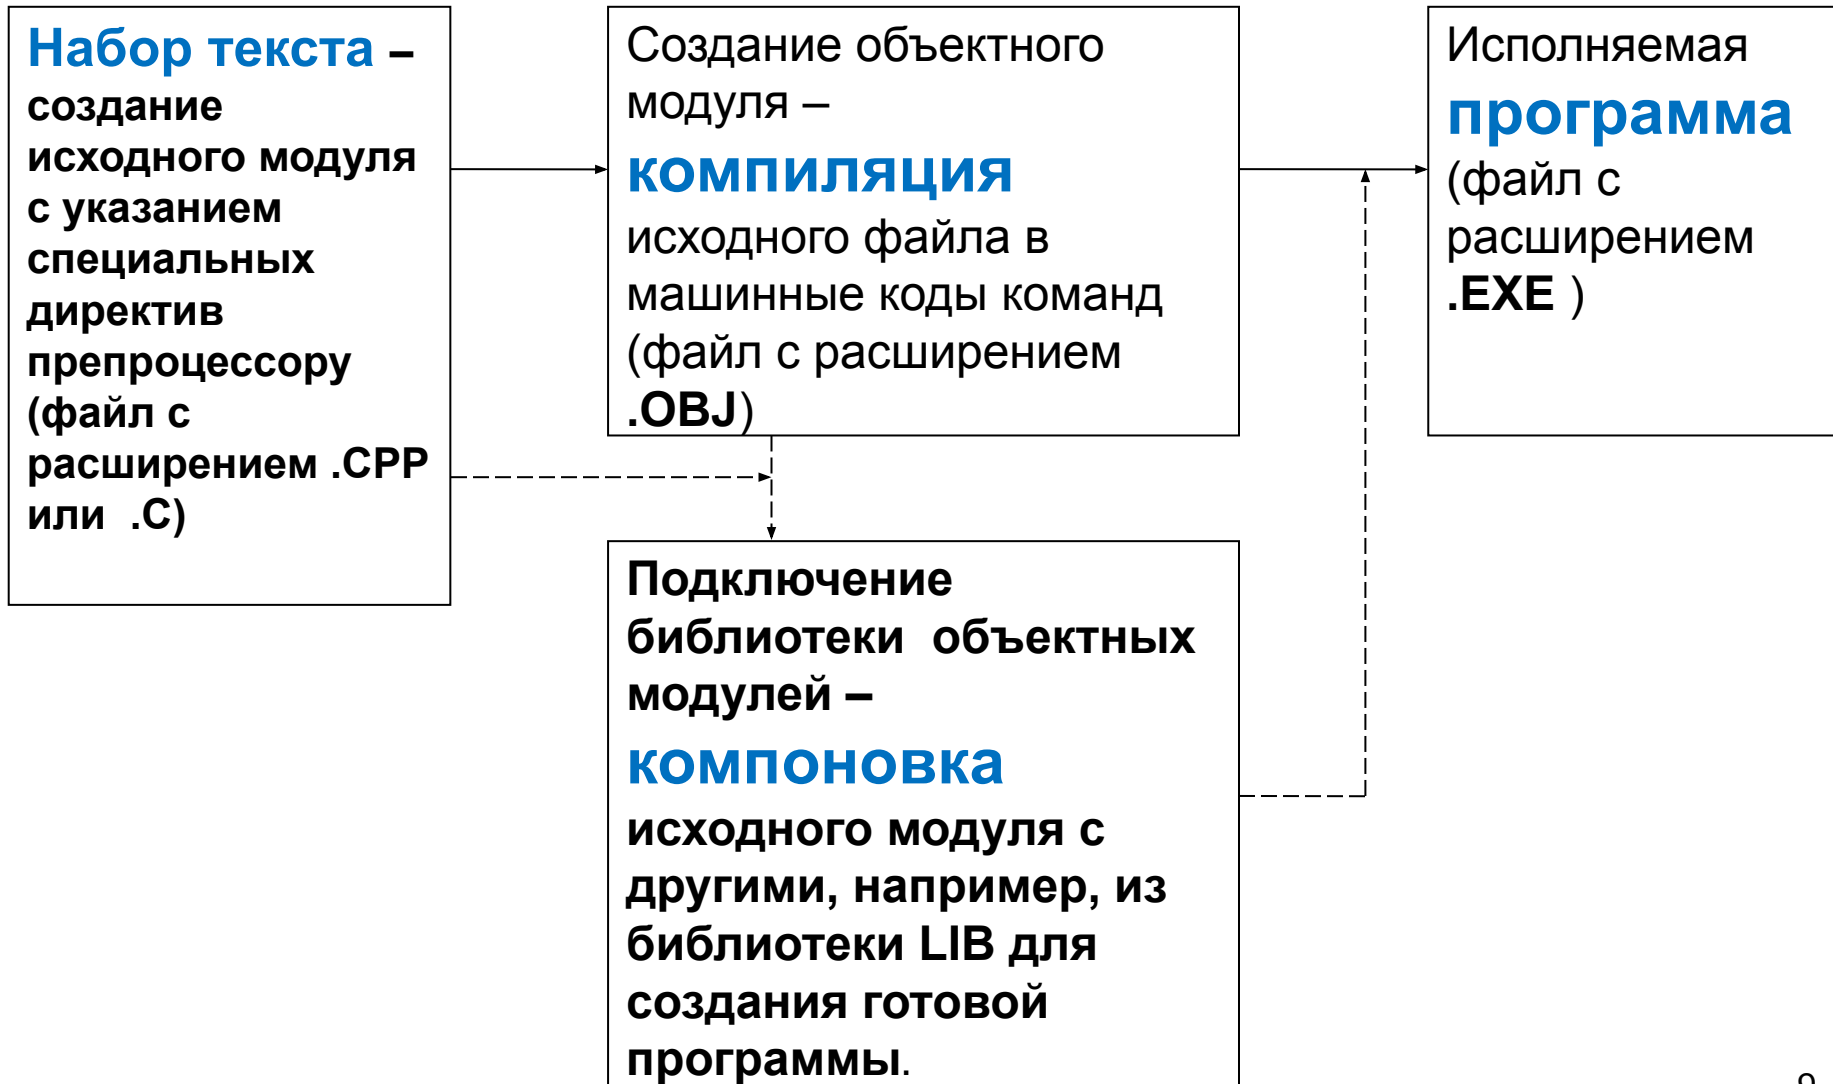 Набор текста –
создание
исходного модуля
с указанием
специальных
директив
препроцессору
(файл с
расширением .CPP
или .C)
Создание объектного
модуля –
компиляция
исходного файла в
машинные коды команд
(файл с расширением
.OBJ)
Исполняемая
программа
(файл с
расширением
.EXE )
Подключение
библиотеки объектных
модулей –
компоновка
исходного модуля с
другими, например, из
библиотеки LIB для
создания готовой
программы.